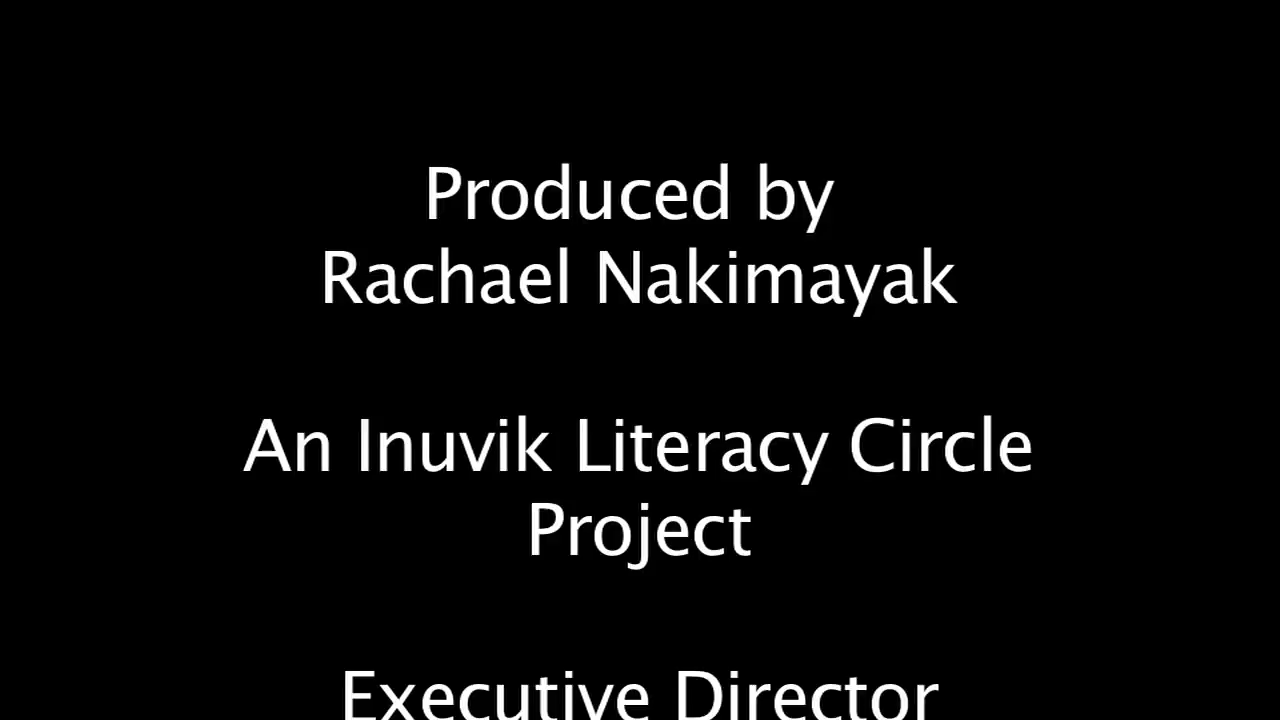 Produced by
Rachael Nakimayak
An Inuvik Literacy Circle
Project
Executive Director